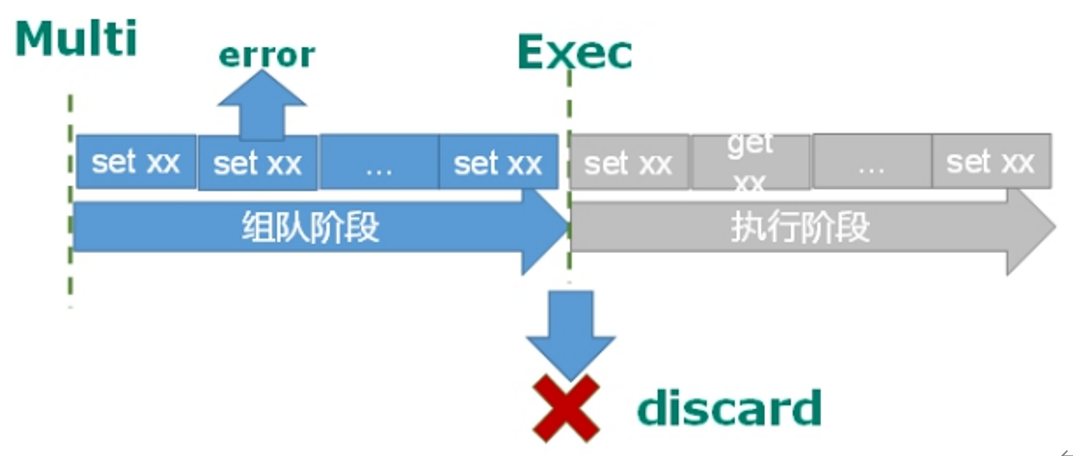 Multi
error
Exec
set xx
set xx
...
set xx
set xx
get
xx
...
set xx
组队阶段
执行阶段
discard